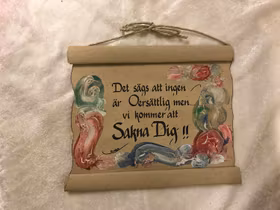 Det sägs att ingen
är Oersättlig men
vi kommer att
Sakna Dig !!